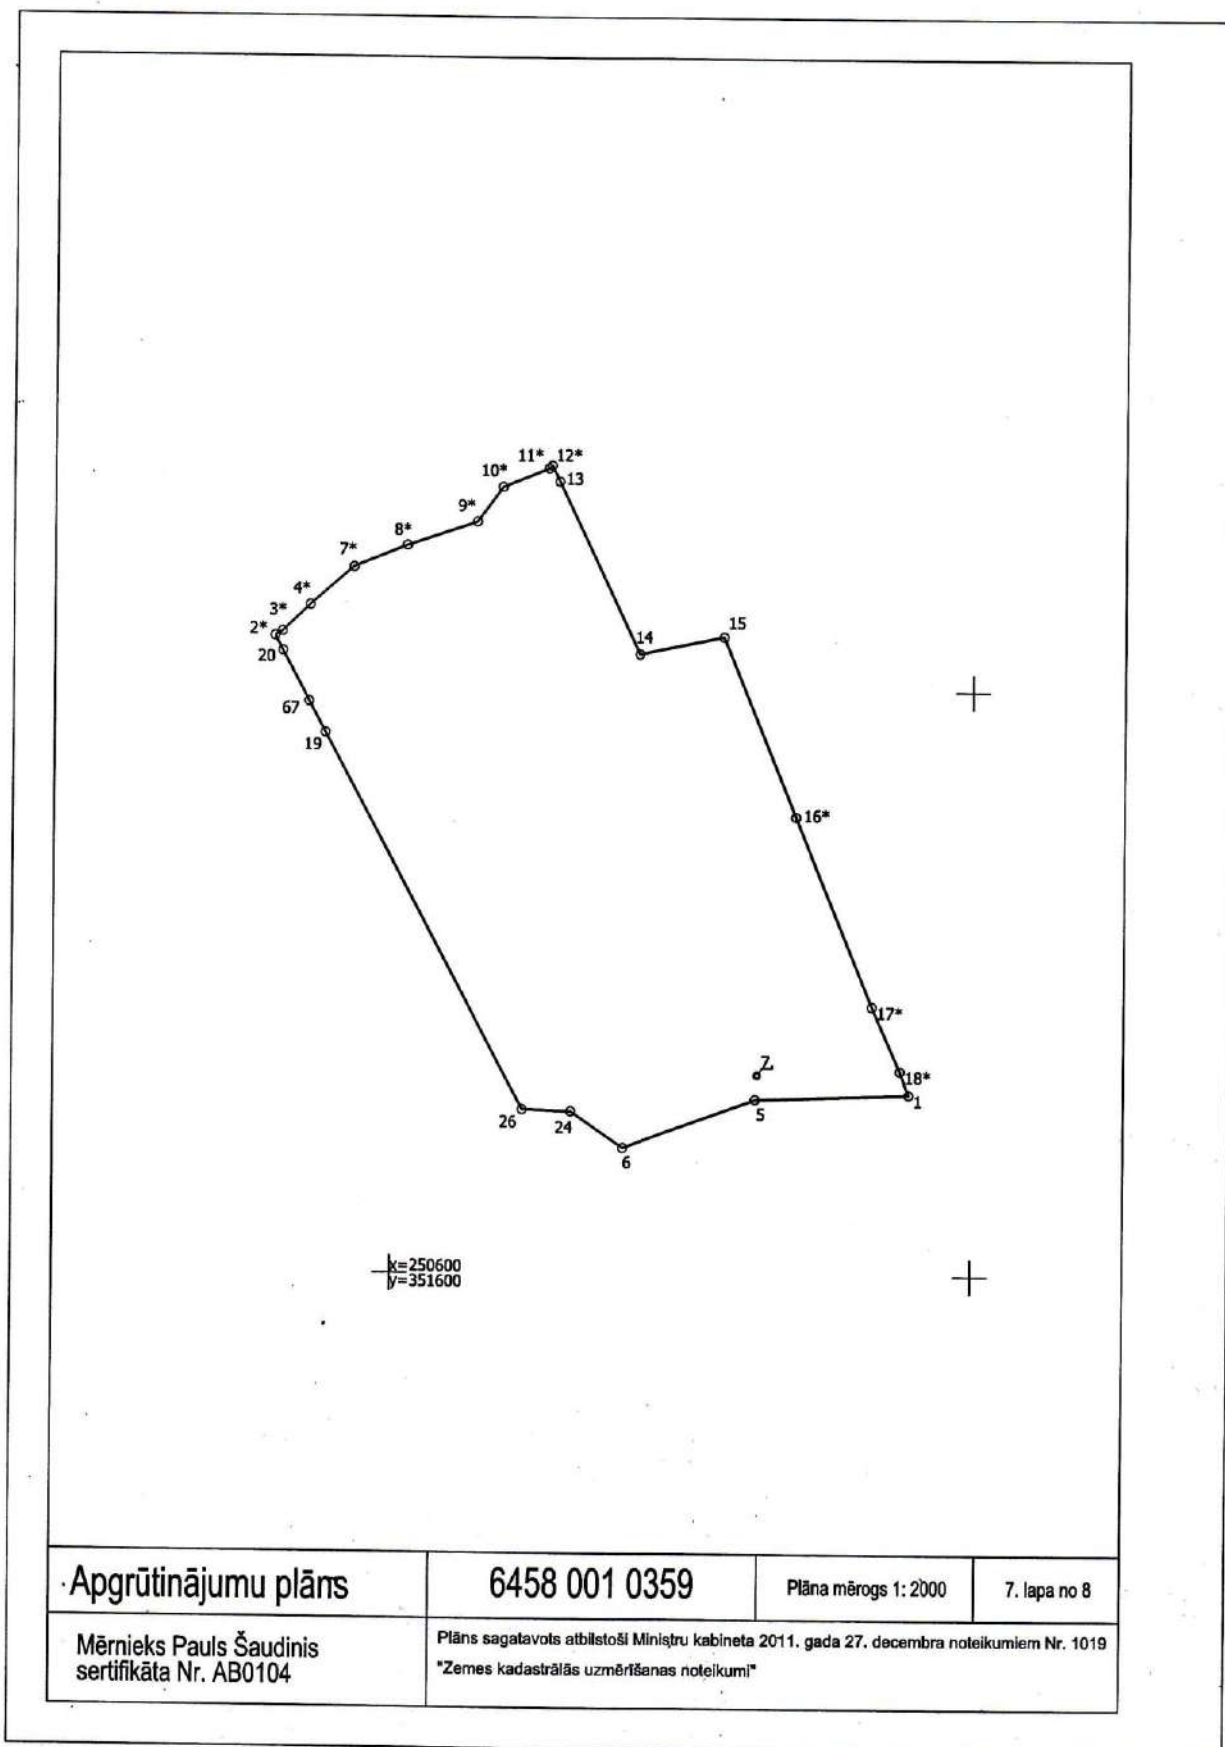 11*
12*
10*
13
9*
8*
7*
4*
3*
2*
20
14
15
67
19
16*
17*
Z
18*
1
26
24
5
6
x=250600
y=351600
Apgrūtinājumu plāns
6458 001 0359
Plāna mērogs 1: 2000
7. lapa no 8
Mērnieks Pauls Šaudinis
sertifikāta Nr. AB0104
Plāns sagatavots atbilstoši Ministru kabineta 2011. gada 27. decembra noteikumiem Nr. 1019
"Zemes kadastrālās uzmērīšanas noteikumi"